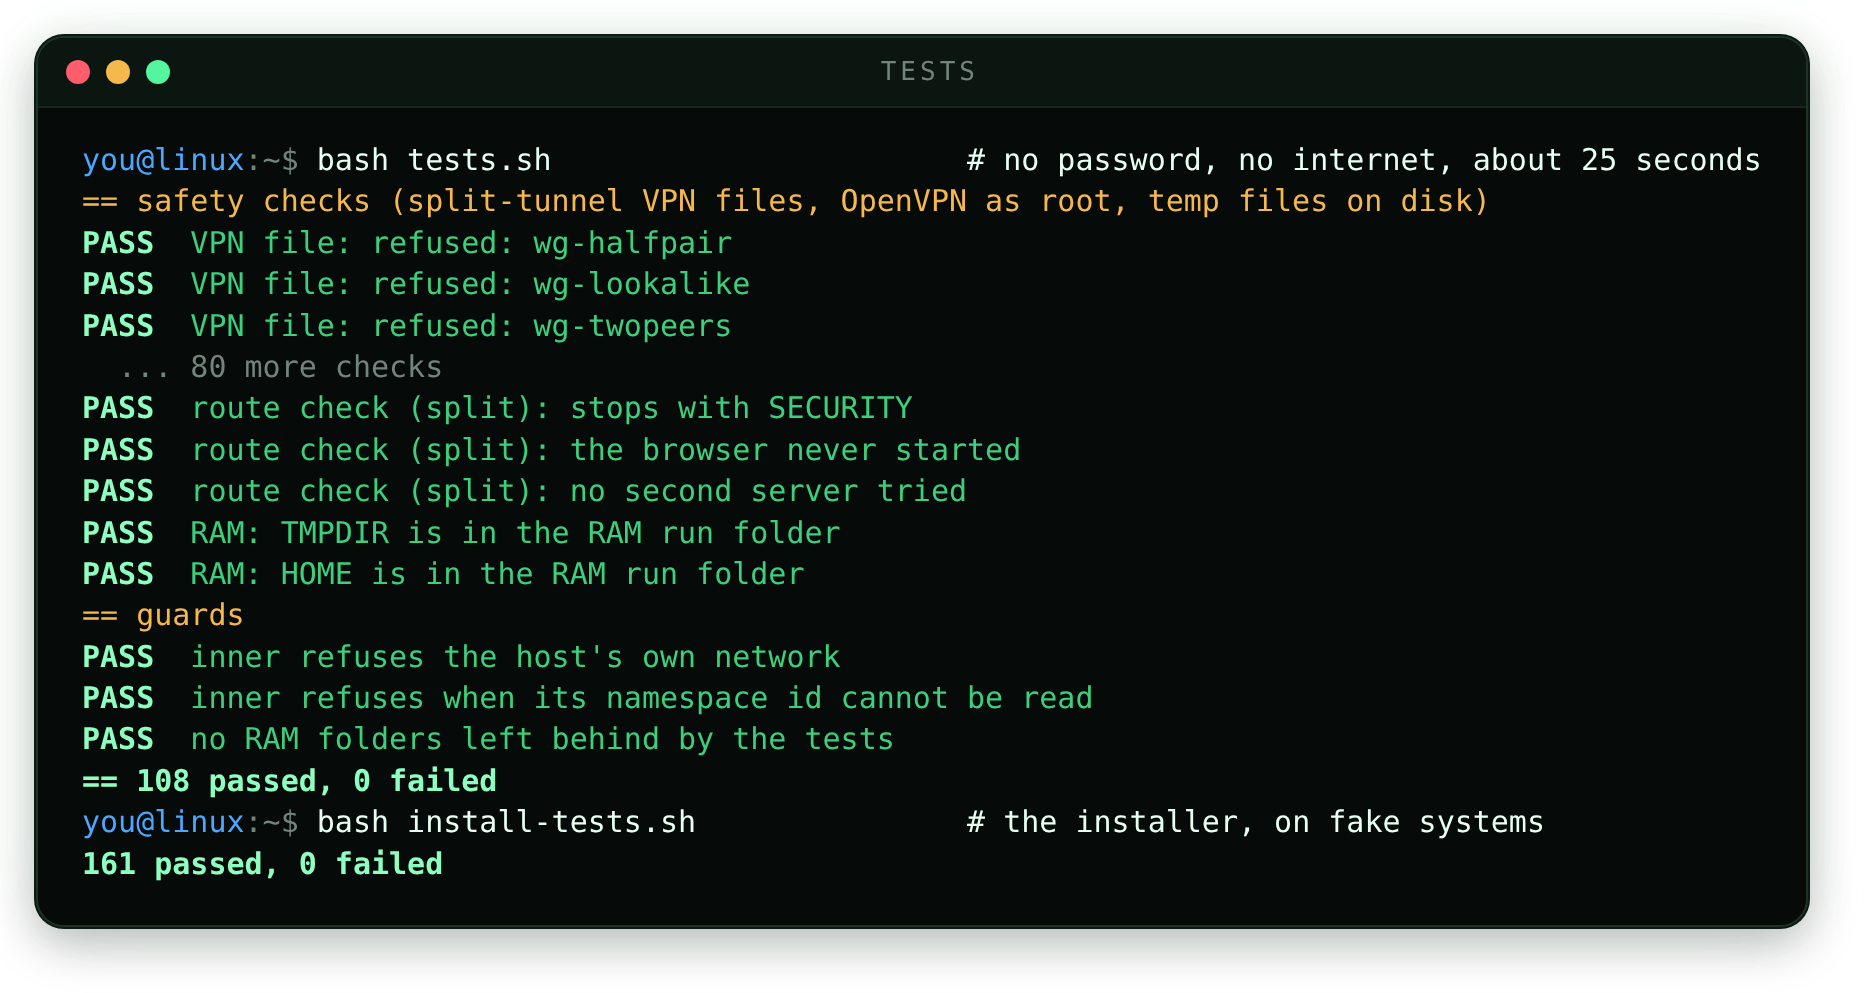 TESTS
you@linux:~$ bash tests.sh                       # no password, no internet, about 25 seconds
== safety checks (split-tunnel VPN files, OpenVPN as root, temp files on disk)
PASS  VPN file: refused: wg-halfpair
PASS  VPN file: refused: wg-lookalike
PASS  VPN file: refused: wg-twopeers
  ... 80 more checks
PASS  route check (split): stops with SECURITY
PASS  route check (split): the browser never started
PASS  route check (split): no second server tried
PASS  RAM: TMPDIR is in the RAM run folder
PASS  RAM: HOME is in the RAM run folder
== guards
PASS  inner refuses the host's own network
PASS  inner refuses when its namespace id cannot be read
PASS  no RAM folders left behind by the tests
== 108 passed, 0 failed
you@linux:~$ bash install-tests.sh               # the installer, on fake systems
161 passed, 0 failed